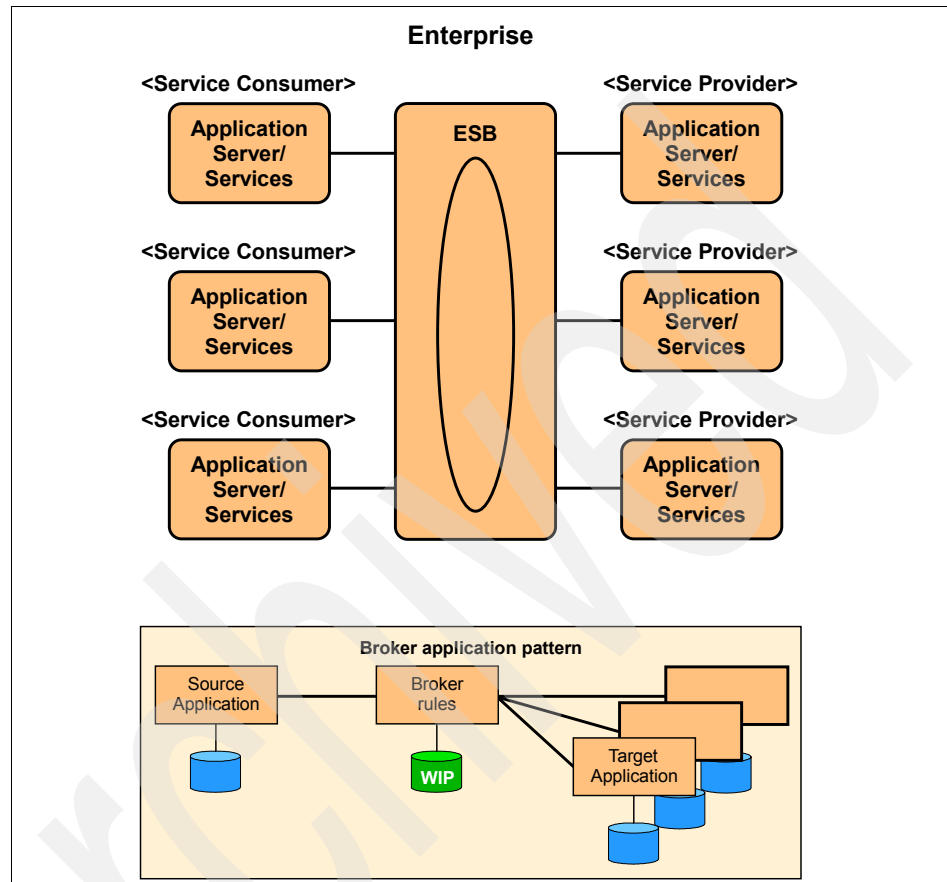 Enterprise
<Service Consumer>
<Service Provider>
Application
Server/
Services
ESB
Application
Server/
Services
<Service Consumer>
<Service Provider>
Application
Server/
Services
Application
Server/
Services
<Service Consumer>
<Service Provider>
Application
Server/
Services
Application
Server/
Services
Broker application pattern
Source
Application
Broker
rules
WIP
Target
Application
rchived